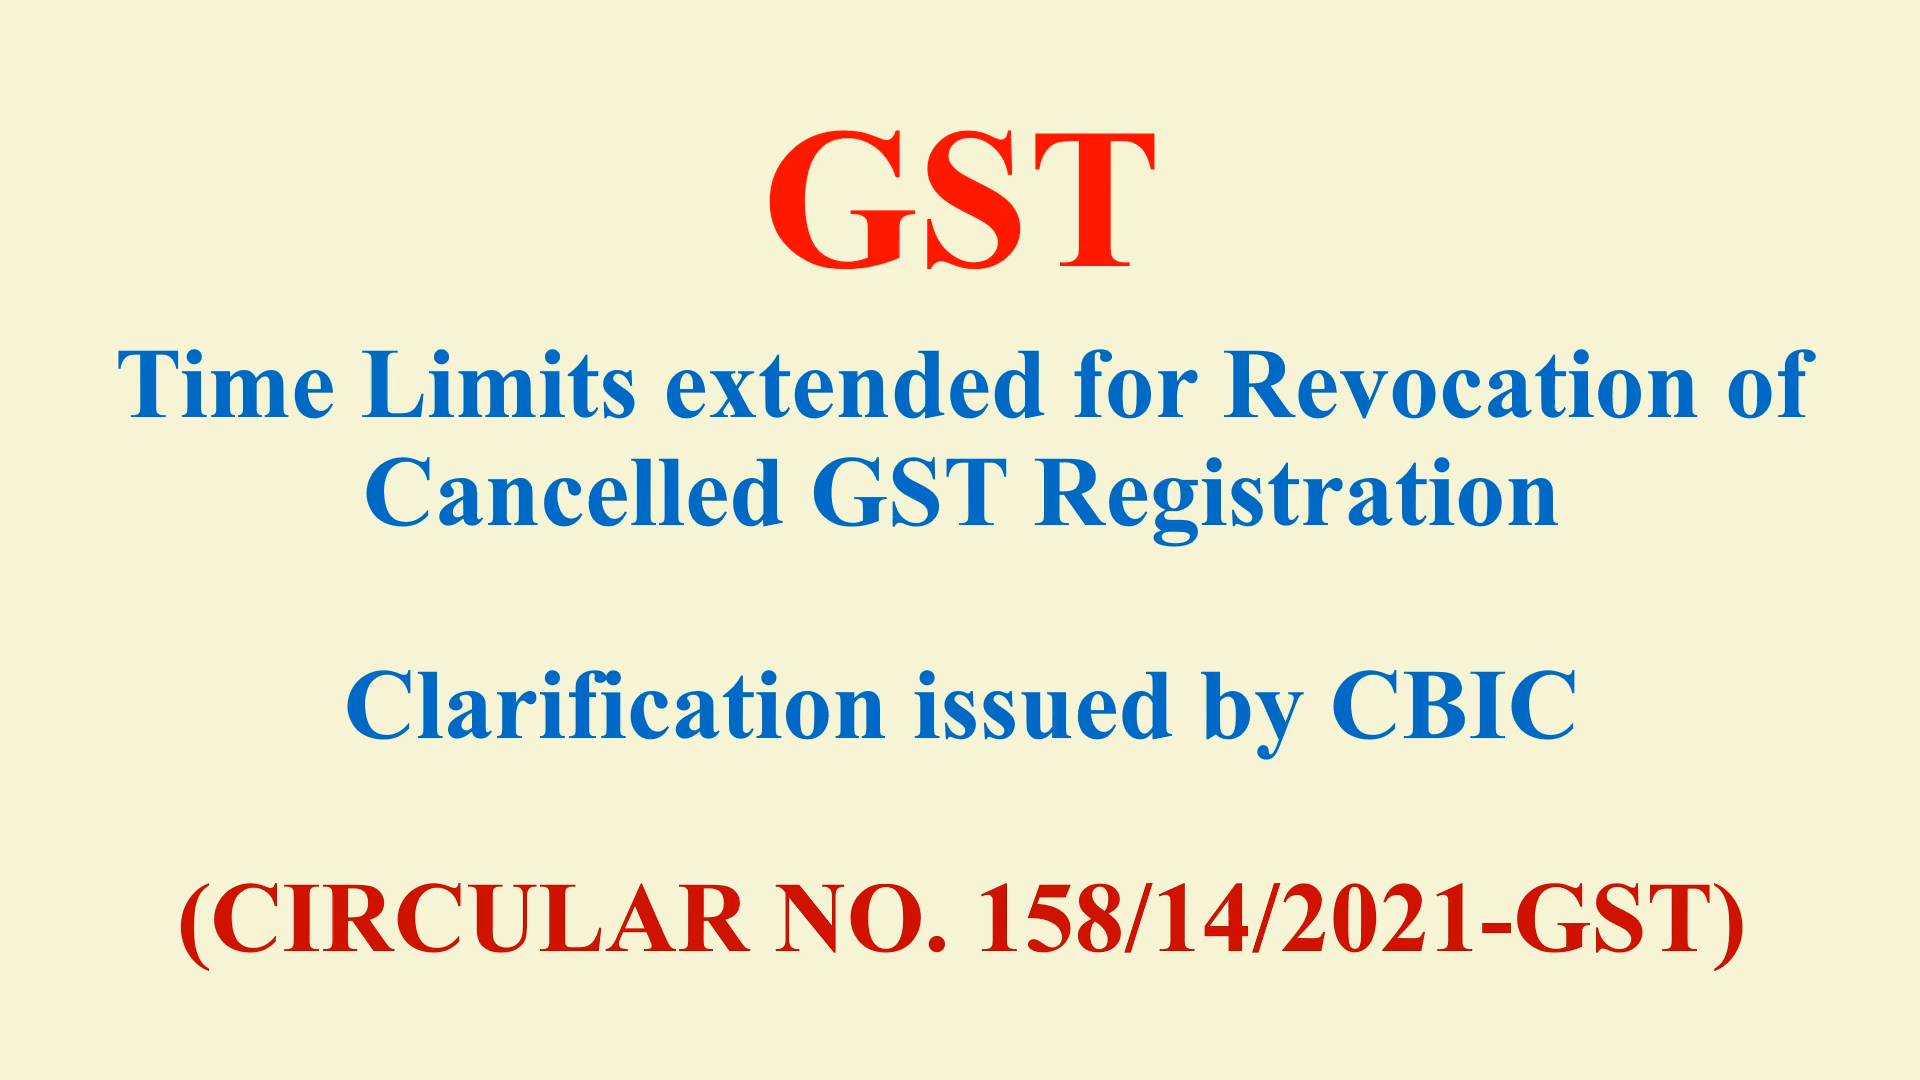 GST
Time Limits extended for Revocation of
Cancelled GST Registration
Clarification issued by CBIC
(CIRCULAR NO. 158/14/2021-GST)